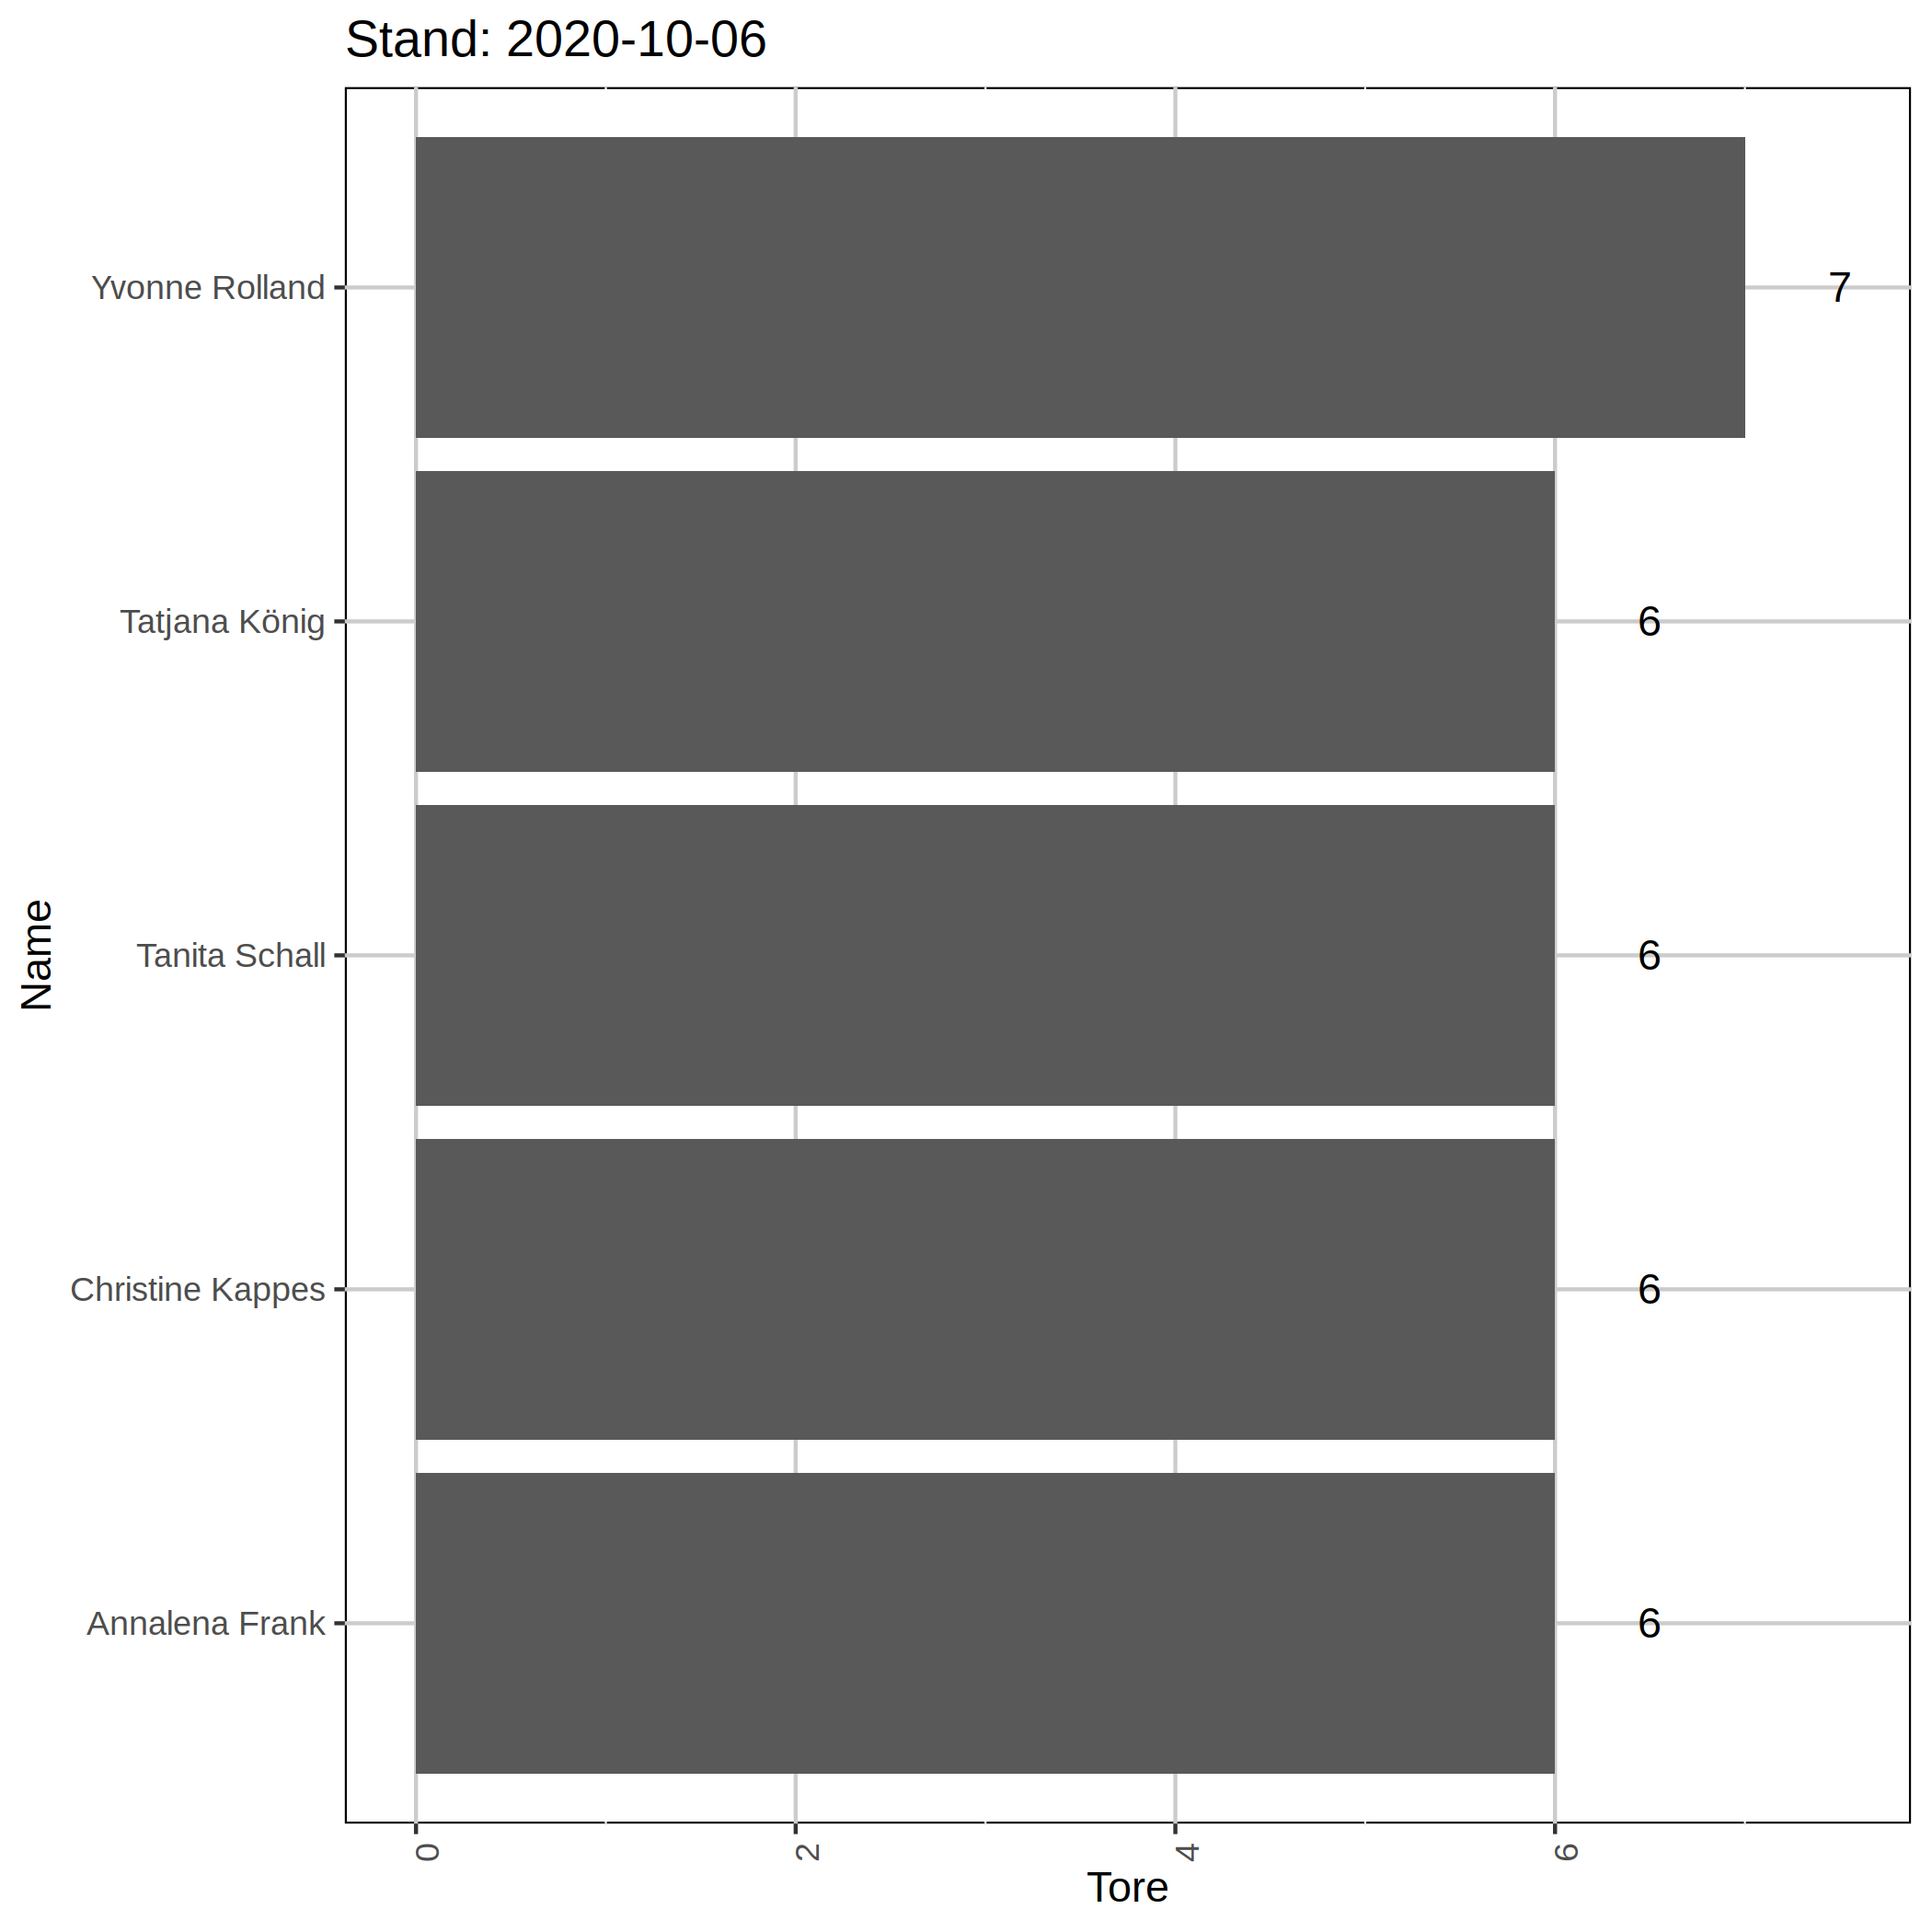 Stand: 2020-10-06
Yvonne Rolland
7
Tatjana König
6
Tanita Schall
6
Christine Kappes
6
Annalena Frank
6
Name
0
2
4
6
Tore